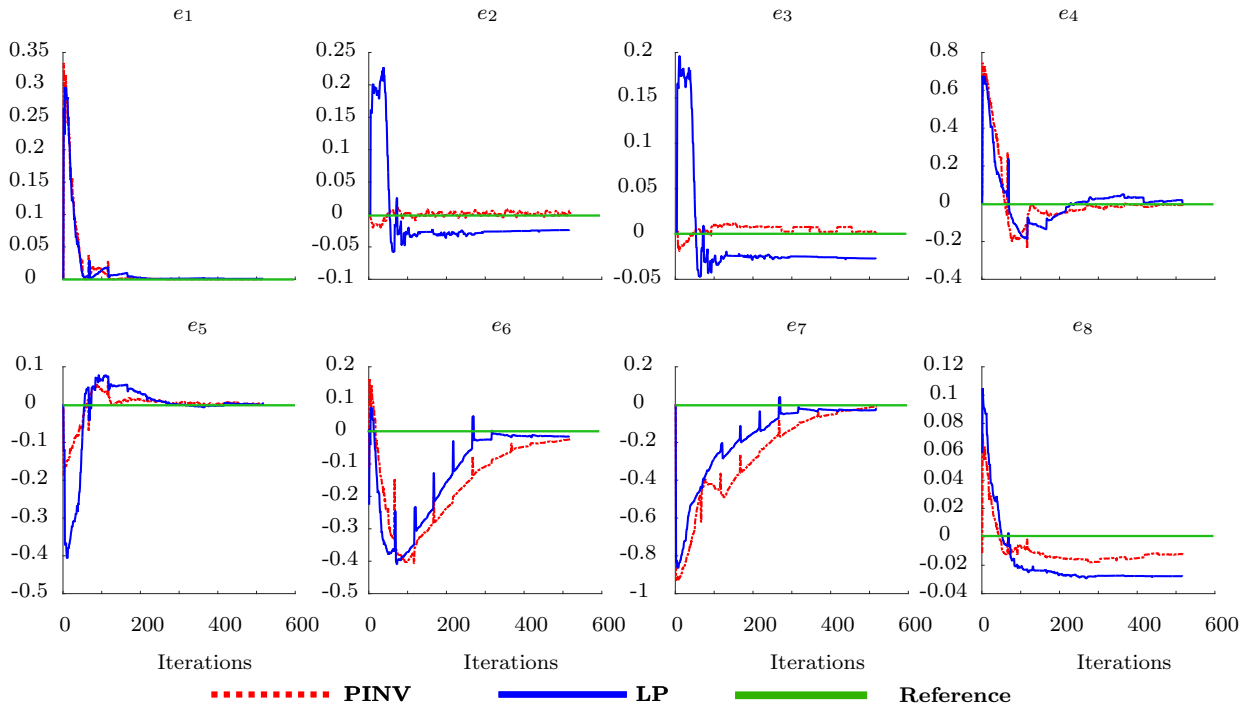 e1 e2 e3 e4
0.35 0.3 0.25 0.2 0.15 0.1 0.05 0
0.25 0.2 0.15 0.1 0.05 0 -0.05 -0.1
0.2 0.15 0.1 0.05 0 -0.05
0.8 0.6 0.4 0.2 0 -0.2 -0.4
e5 e6 e7 e8
0.1 0 -0.1 -0.2 -0.3 -0.4 -0.5
0.2 0.1 0 -0.1 -0.2 -0.3 -0.4 -0.5
0.2 0 -0.2 -0.4 -0.6 -0.8 -1
0.12 0.1 0.08 0.06 0.04 0.02 0 -0.02 -0.04
0 200 400 600 0 200 400 600 0 200 400 600 0 200 400 600
Iterations Iterations Iterations Iterations
PINV LP Reference